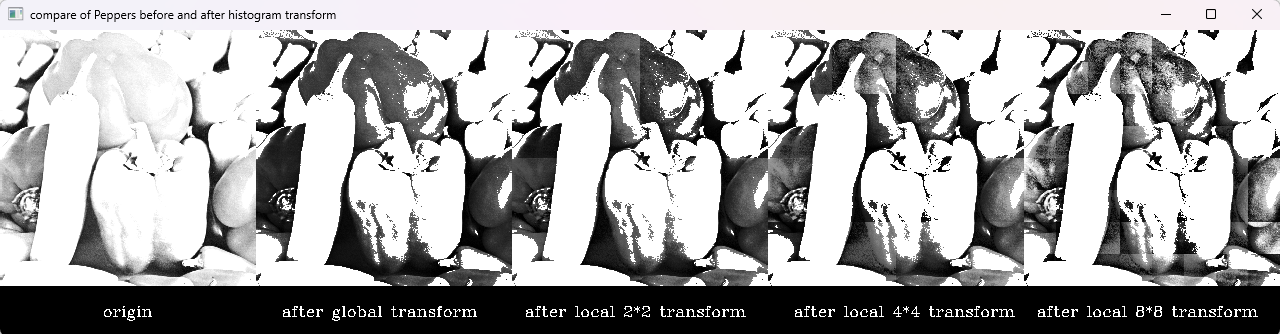 compare of Peppers before and after histogram transform
origin
after global transform
after local 2*2 transform
after local 4*4 transform
after local 8*8 transform